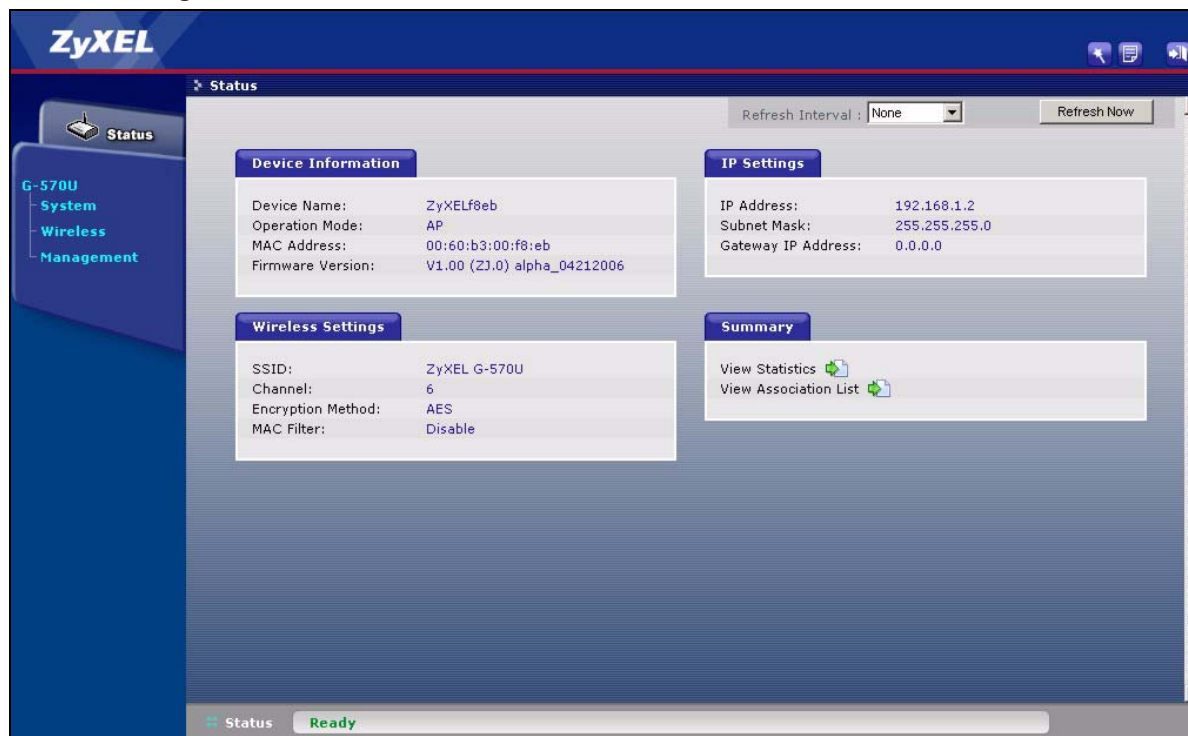 ZyXEL
Status
Refresh Interval : None Refresh Now
Status
G-570U
System
Wireless
Management
Device Information
Device Name: ZyXELf8eb
Operation Mode: AP
MAC Address: 00:60:b3:00:f8:eb
Firmware Version: V1.00 (ZJ.0) alpha_04212006
IP Settings
IP Address: 192.168.1.2
Subnet Mask: 255.255.255.0
Gateway IP Address: 0.0.0.0
Wireless Settings
SSID: ZyXEL G-570U
Channel: 6
Encryption Method: AES
MAC Filter: Disable
Summary
View Statistics
View Association List
Status Ready